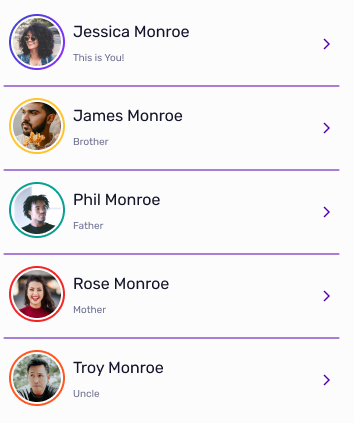 Jessica Monroe
This is You!
James Monroe
Brother
Phil Monroe
Father
Rose Monroe
Mother
Troy Monroe
Uncle